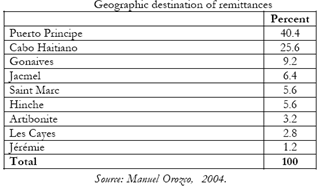 Geographic destination of remittances
Percent
Puerto Principe 40.4
Cabo Haitiano 25.6
Gonaives 9.2
Jacmel 6.4
Saint Marc 5.6
Hinche 5.6
Artibonite 3.2
Les Cayes 2.8
Jérémie 1.2
Total 100
Source: Manuel Orozco, 2004.